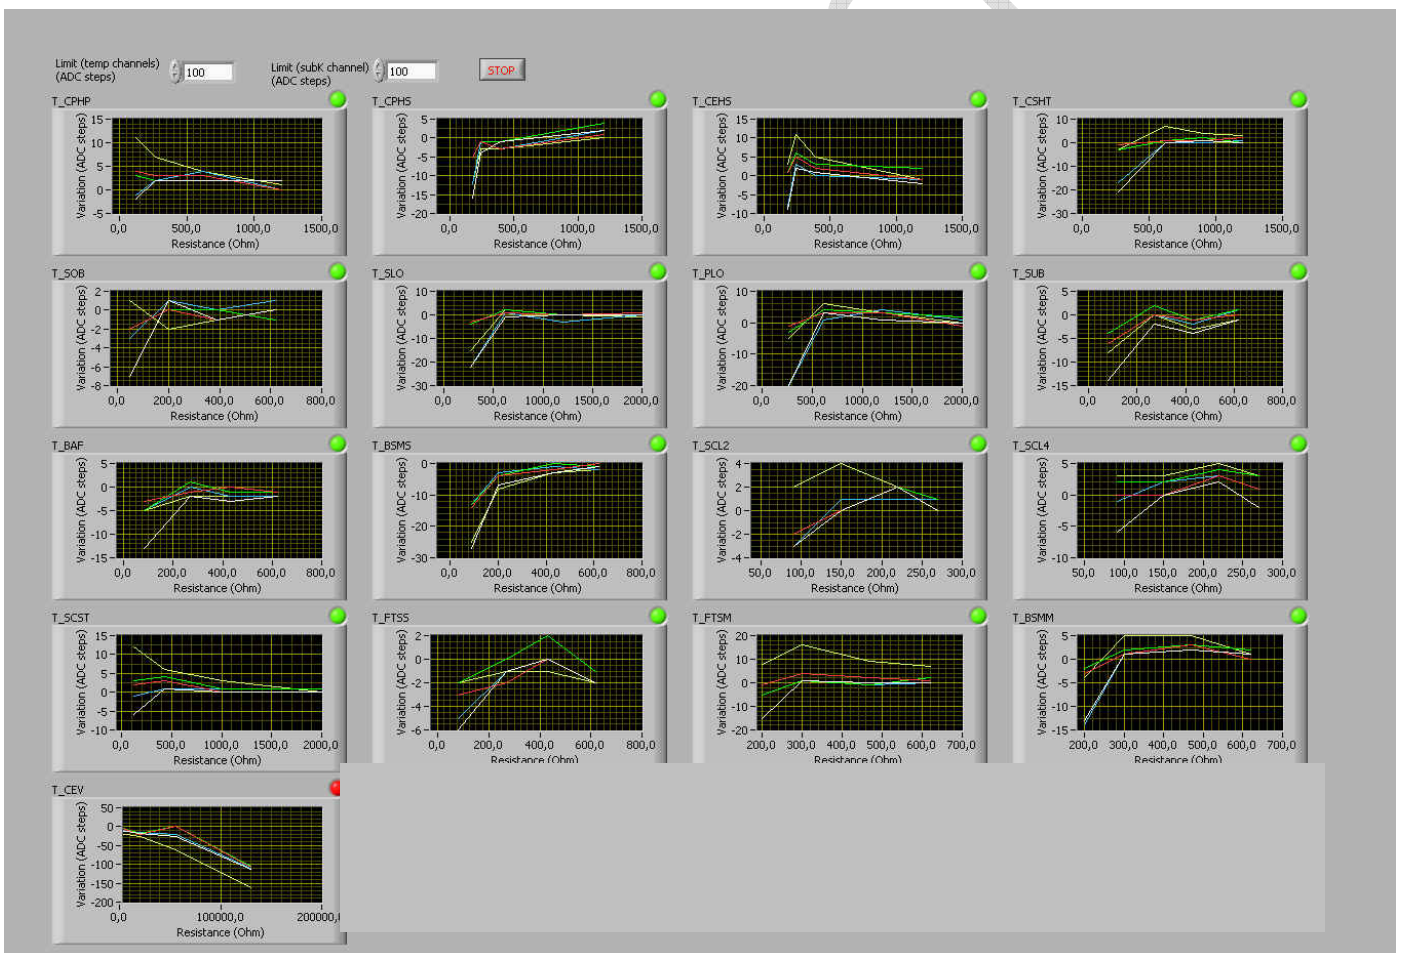 Limit (temp channels)
(ADC steps)
100
Limit (subK channel)
(ADC steps)
100
STOP
T_CPHP
Variation (ADC steps)
15
10
5
0
-5
0,0 500,0 1000,0 1500,0
Resistance (Ohm)
T_CPHS
Variation (ADC steps)
5
0
-5
-10
-15
-20
0,0 500,0 1000,0 1500,0
Resistance (Ohm)
T_CEHS
Variation (ADC steps)
15
10
5
0
-5
-10
0,0 500,0 1000,0 1500,0
Resistance (Ohm)
T_CSHT
Variation (ADC steps)
10
0
-10
-20
-30
0,0 500,0 1000,0 1500,0
Resistance (Ohm)
T_SOB
Variation (ADC steps)
2
0
-2
-4
-6
-8
0,0 200,0 400,0 600,0 800,0
Resistance (Ohm)
T_SLO
Variation (ADC steps)
10
0
-10
-20
-30
0,0 500,0 1000,0 1500,0 2000,0
Resistance (Ohm)
T_PLO
Variation (ADC steps)
10
0
-10
-20
0,0 500,0 1000,0 1500,0 2000,0
Resistance (Ohm)
T_SUB
Variation (ADC steps)
5
0
-5
-10
-15
0,0 200,0 400,0 600,0 800,0
Resistance (Ohm)
T_BAF
Variation (ADC steps)
5
0
-5
-10
-15
0,0 200,0 400,0 600,0 800,0
Resistance (Ohm)
T_BSMS
Variation (ADC steps)
0
-10
-20
-30
0,0 200,0 400,0 600,0 800,0
Resistance (Ohm)
T_SCL2
Variation (ADC steps)
4
2
0
-2
-4
50,0 100,0 150,0 200,0 250,0 300,0
Resistance (Ohm)
T_SCL4
Variation (ADC steps)
5
0
-5
-10
50,0 100,0 150,0 200,0 250,0 300,0
Resistance (Ohm)
T_SCST
Variation (ADC steps)
15
10
5
0
-5
-10
0,0 500,0 1000,0 1500,0 2000,0
Resistance (Ohm)
T_FTSS
Variation (ADC steps)
2
0
-2
-4
-6
0,0 200,0 400,0 600,0 800,0
Resistance (Ohm)
T_FTSM
Variation (ADC steps)
20
10
0
-10
-20
200,0 300,0 400,0 500,0 600,0 700,0
Resistance (Ohm)
T_BSMM
Variation (ADC steps)
5
0
-5
-10
-15
200,0 300,0 400,0 500,0 600,0 700,0
Resistance (Ohm)
T_CEV
Variation (ADC steps)
50
0
-50
-100
-150
-200
0,0 100000,0 200000,
Resistance (Ohm)